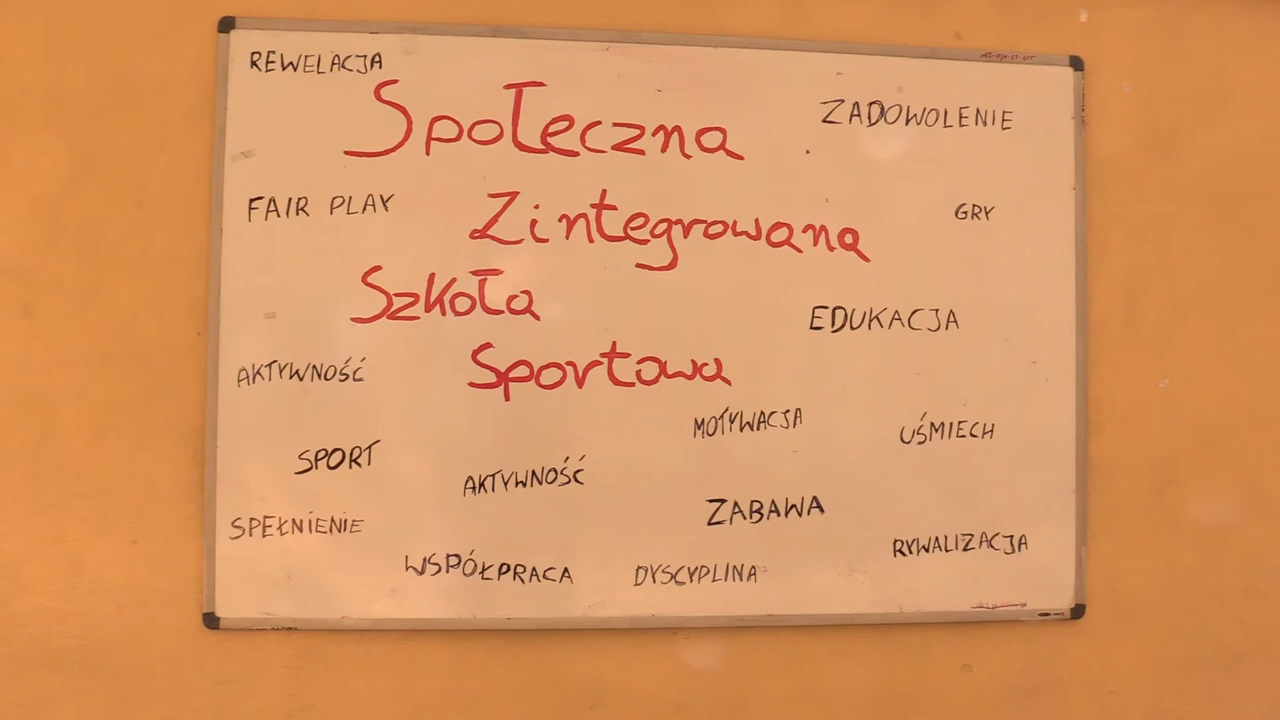 REWELACJA
Społeczna
ZADOWOLENIE
FAIR PLAY
Zintegrowana
GRY
Szkoła
EDUKACJA
AKTYWNOŚĆ
Sportowa
MOTYWACJA
UŚMIECH
SPORT
AKTYWNOŚĆ
ZABAWA
SPEŁNIENIE
RYWALIZACJA
WSPÓŁPRACA
DYSCYPLINA